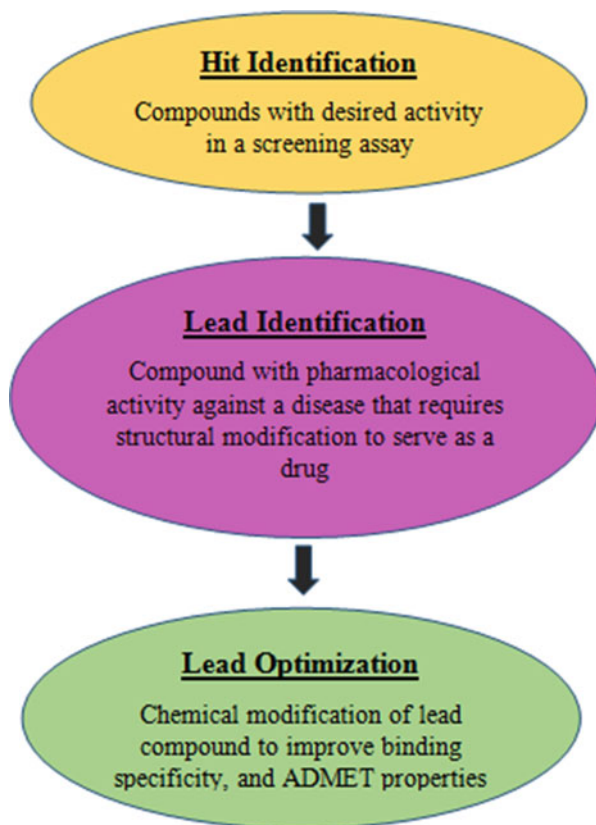 Hit Identification
Compounds with desired activity
in a screening assay
Lead Identification
Compound with pharmacological
activity against a disease that requires
structural modification to serve as a
drug
Lead Optimization
Chemical modification of lead
compound to improve binding
specificity, and ADMET properties